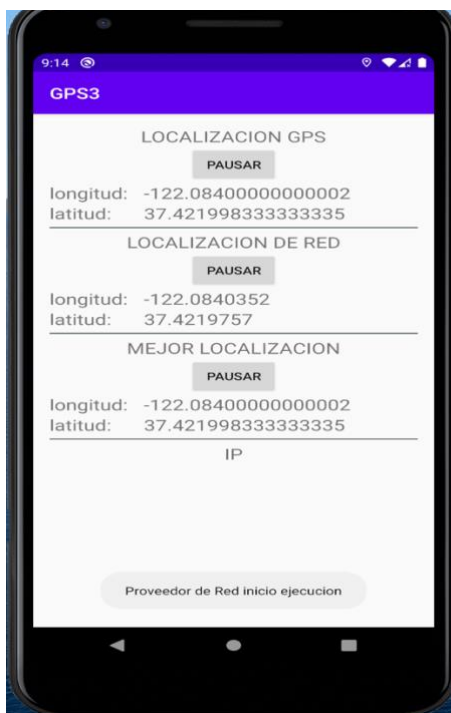 9:14
GPS3
LOCALIZACION GPS
PAUSAR
longitud: -122.08400000000002
latitud: 37.421998333333335
LOCALIZACION DE RED
PAUSAR
longitud: -122.0840352
latitud: 37.4219757
MEJOR LOCALIZACION
PAUSAR
longitud: -122.08400000000002
latitud: 37.421998333333335
IP
Proveedor de Red inicio ejecucion